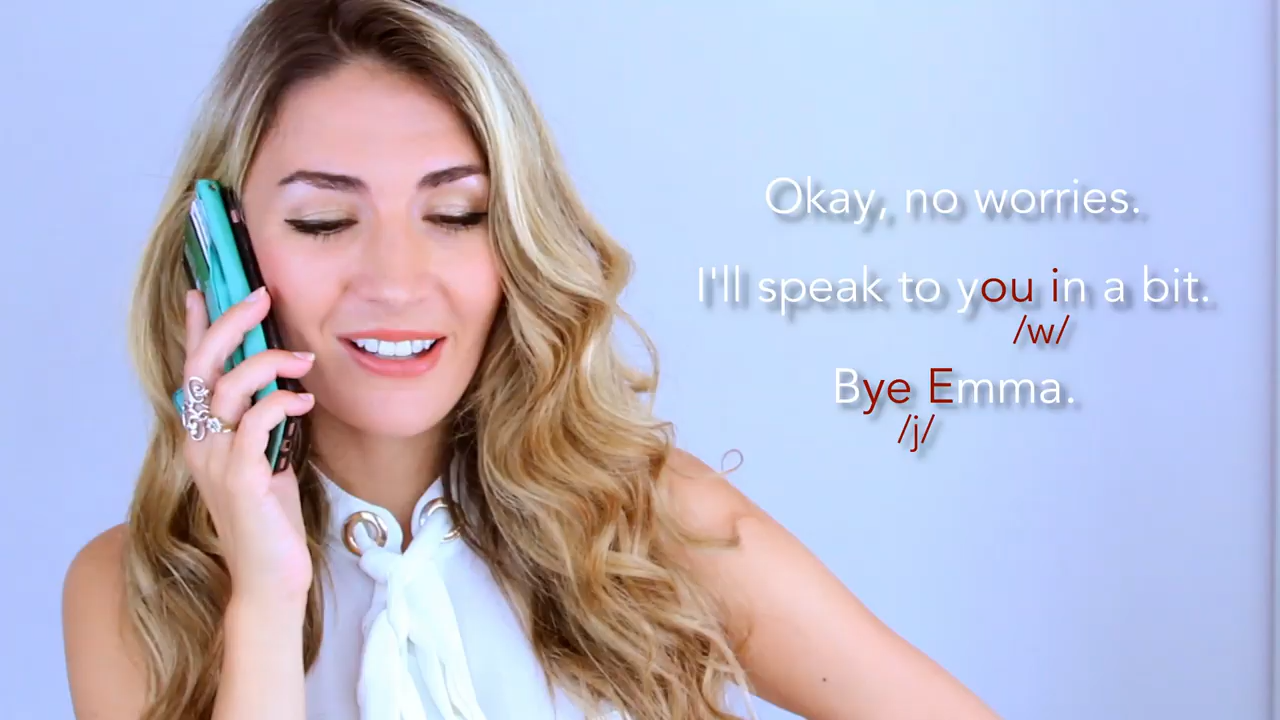 Okay, no worries.
I'll speak to you in a bit.
/w/
Bye Emma.
/j/